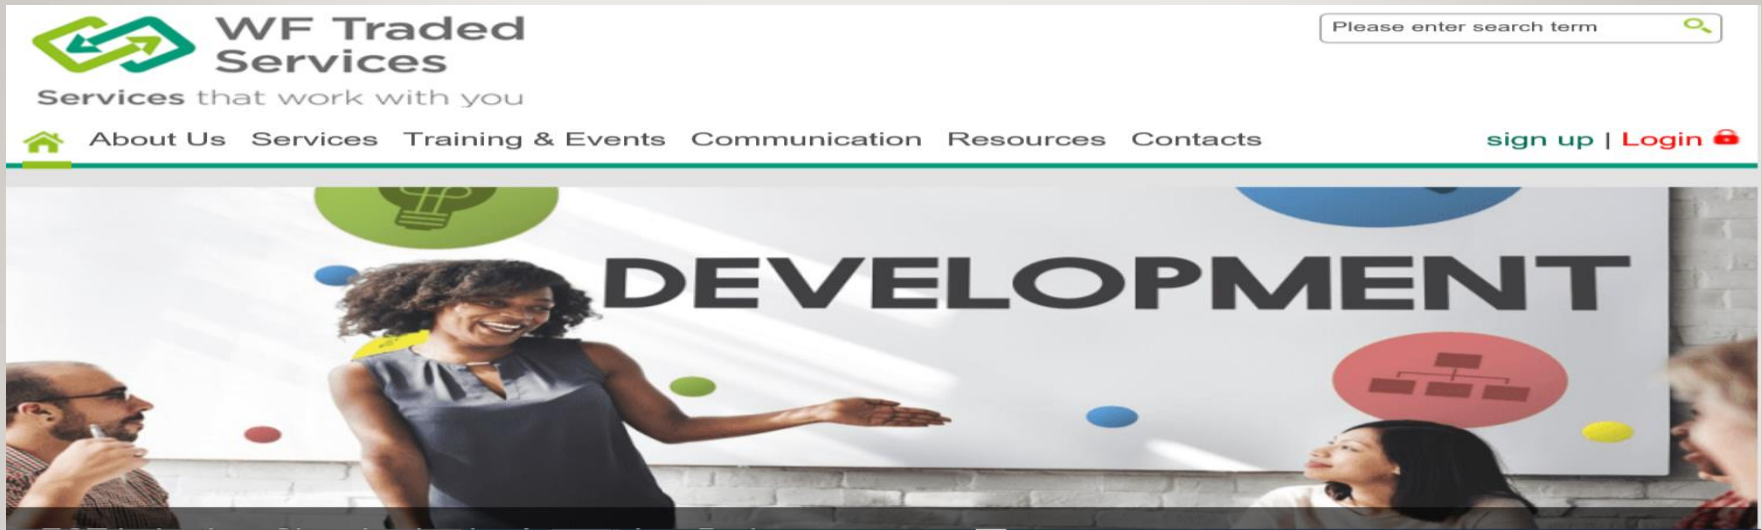 WF Traded
Services
Services that work with you
Please enter search term
About Us Services Training & Events Communication Resources Contacts
sign up | Login
DEVELOPMENT